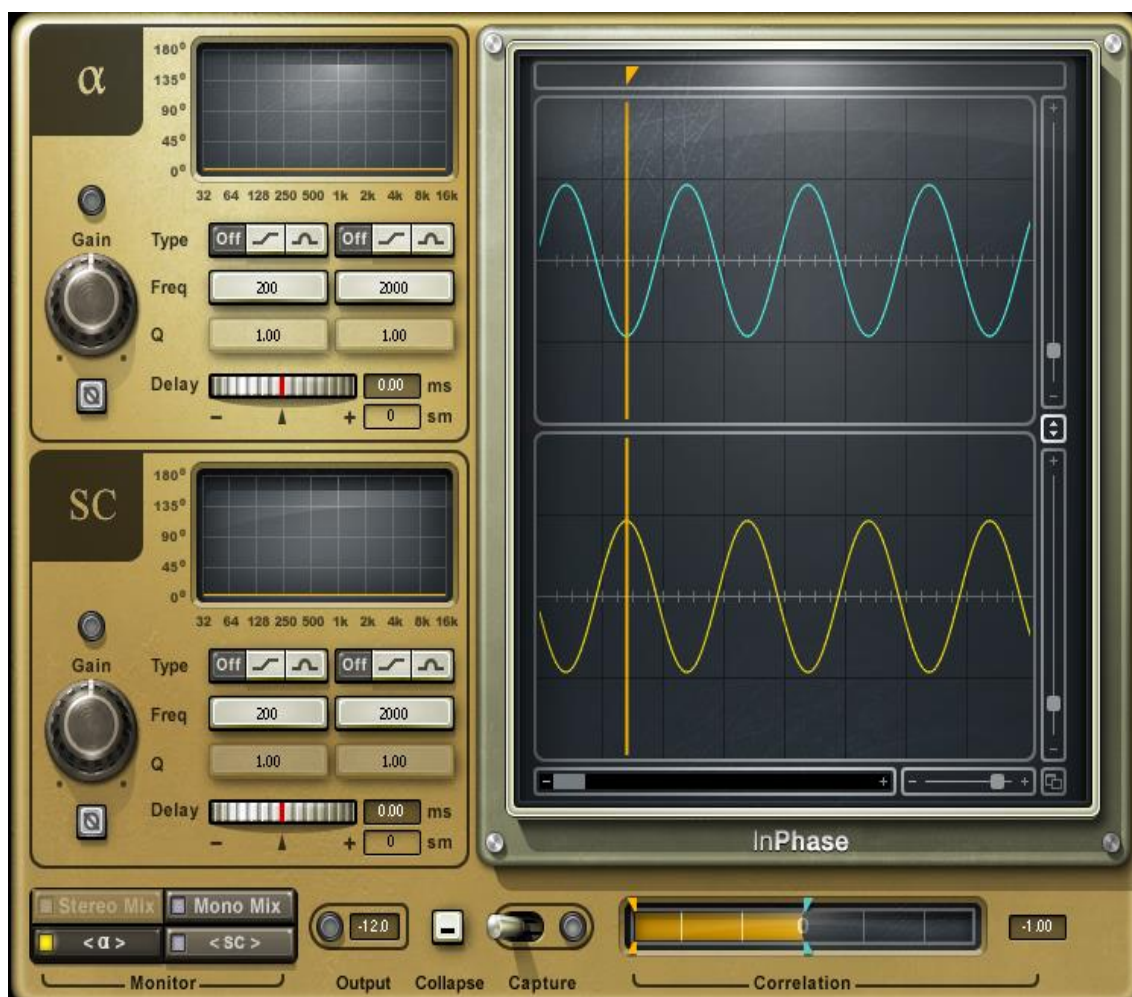 α
180°
135°
90°
45°
0°
32 64 128 250 500 1k 2k 4k 8k 16k
Gain
Type Off Off
Freq 200 2000
Q 1.00 1.00
Delay 0.00 ms
- + 0 sm
SC
180°
135°
90°
45°
0°
32 64 128 250 500 1k 2k 4k 8k 16k
Gain
Type Off Off
Freq 200 2000
Q 1.00 1.00
Delay 0.00 ms
- + 0 sm
+
-
+
-
- + - +
InPhase
Stereo Mix Mono Mix
< α > < SC >
Monitor
-12.0
Output
Collapse
Capture
0
-1.00
Correlation